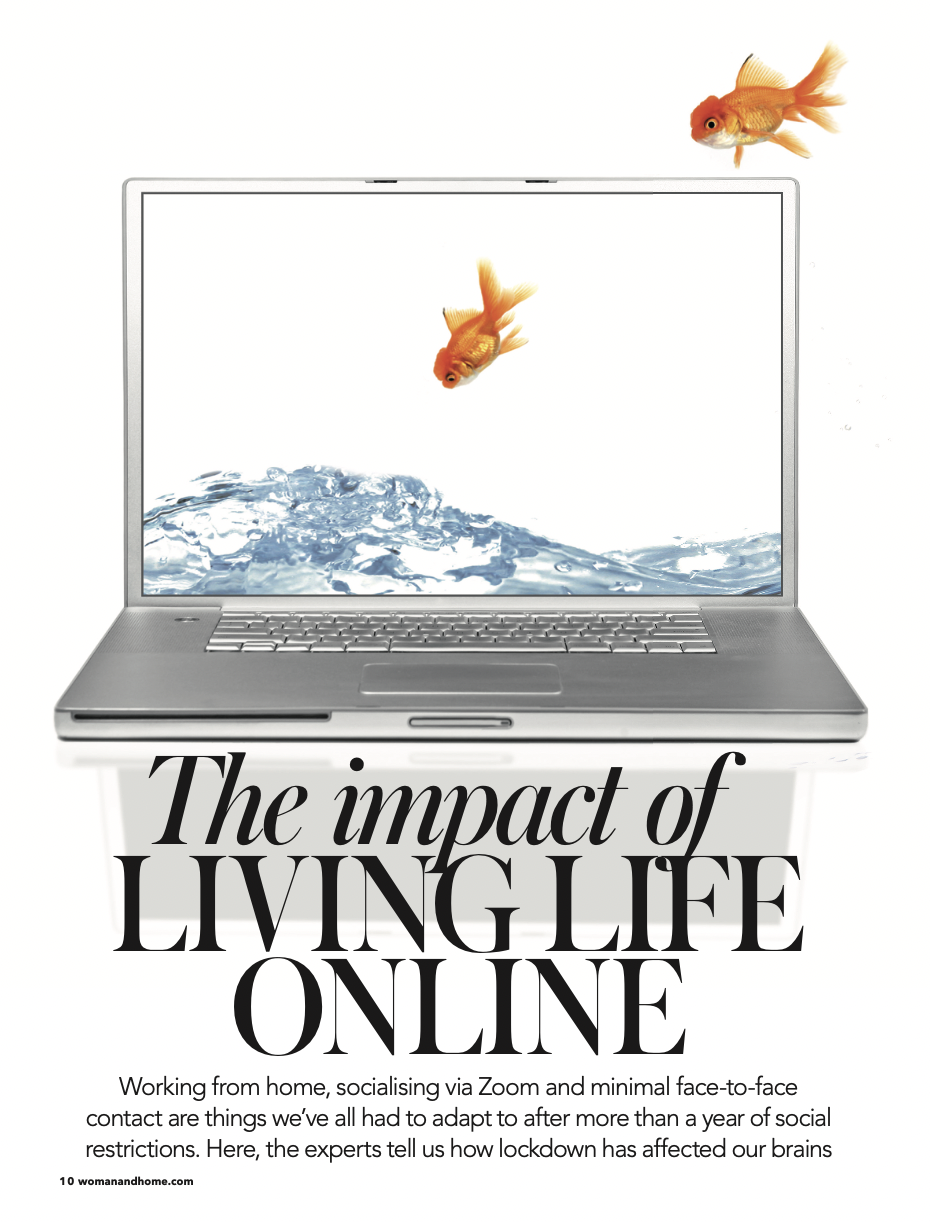 The impact of
LIVING LIFE
ONLINE
Working from home, socialising via Zoom and minimal face-to-face
contact are things we’ve all had to adapt to after more than a year of social
restrictions. Here, the experts tell us how lockdown has affected our brains
10 womanandhome.com